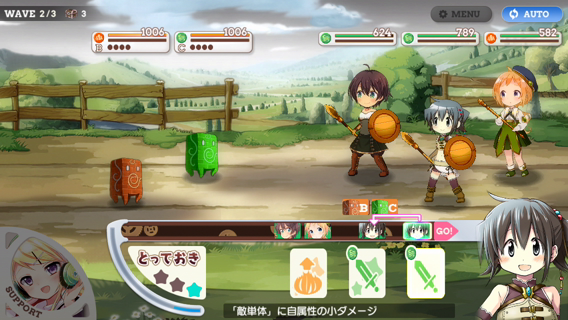 WAVE 2/3 3
MENU
AUTO
1006
1006
624
789
582
B
C
B
C
GO!
とっておき
SUPPORT
「敵単体」に自属性の小ダメージ